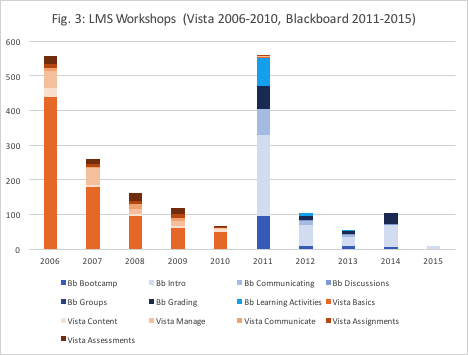 Fig. 3: LMS Workshops (Vista 2006-2010, Blackboard 2011-2015)
600
500
400
300
200
100
0
2006 2007 2008 2009 2010 2011 2012 2013 2014 2015
Bb Bootcamp Bb Intro Bb Communicating Bb Discussions
Bb Groups Bb Grading Bb Learning Activities Vista Basics
Vista Content Vista Manage Vista Communicate Vista Assignments
Vista Assessments